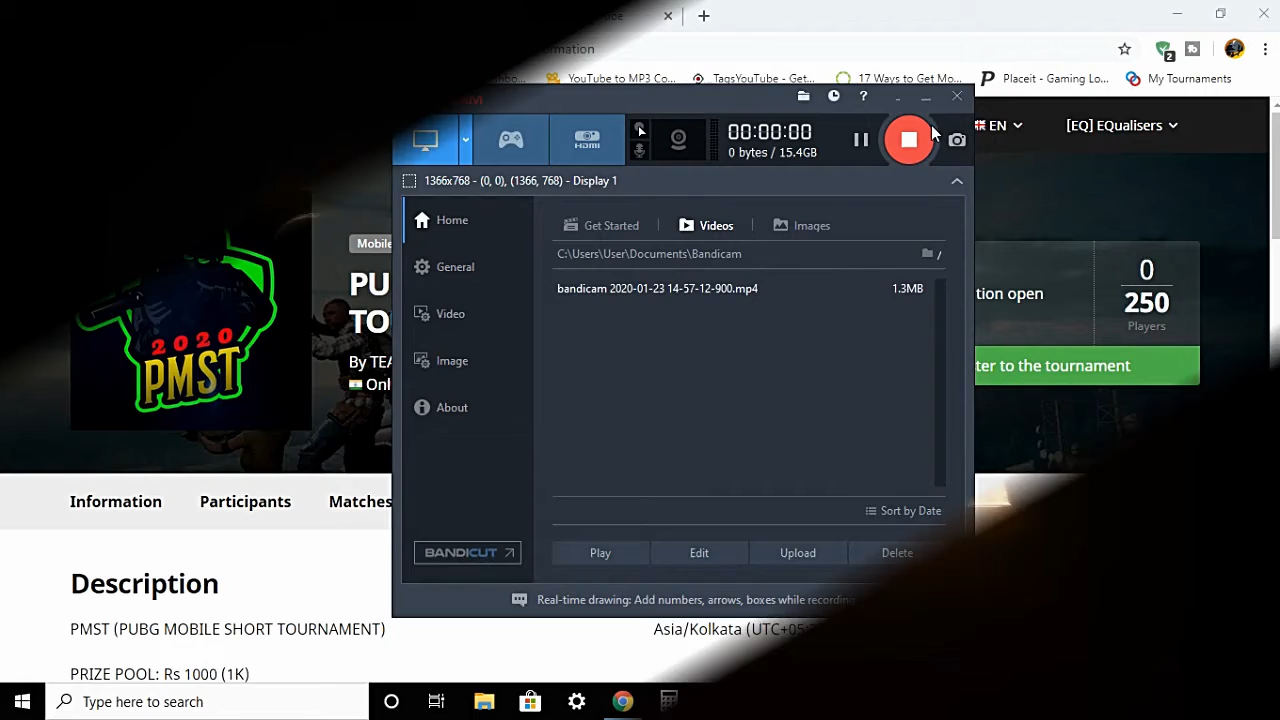 ormation
YouTube to MP3 Co...
TagsYouTube - Get...
17 Ways to Get Mo...
Placeit - Gaming Lo...
My Tournaments
2
EN
[EQ] EQualisers
00:00:00
0 bytes / 15.4GB
HDMI
1366x768 - (0, 0), (1366, 768) - Display 1
Home
General
Video
Image
About
BANDICUT
Get Started
Videos
Images
C:\Users\User\Documents\Bandicam
bandicam 2020-01-23 14-57-12-900.mp4
1.3MB
Sort by Date
Play
Edit
Upload
Delete
Real-time drawing: Add numbers, arrows, boxes while recording
Mobile
PU
TO
By TEA
Onl
2020
PMST
tion open
0
250
Players
ter to the tournament
Information
Participants
Matches
Description
PMST (PUBG MOBILE SHORT TOURNAMENT)
Asia/Kolkata (UTC+05:
PRIZE POOL: Rs 1000 (1K)
Type here to search